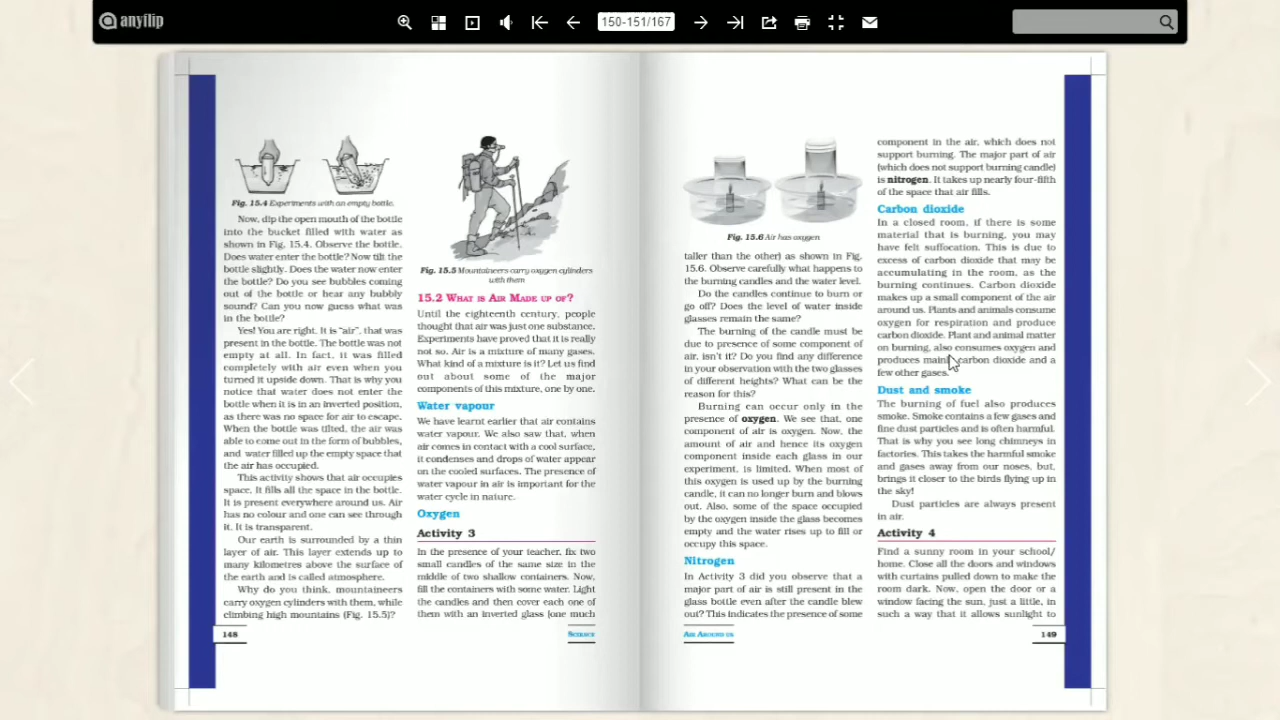 anyflip
150-151/167
Fig. 15.4 Experiments with an empty bottle.
Now, dip the open mouth of the bottle
into the bucket filled with water as
shown in Fig. 15.4. Observe the bottle.
Does water enter the bottle? Now tilt the
bottle slightly. Does the water now enter
the bottle? Do you see bubbles coming
out of the bottle or hear any bubbly
sound? Can you now guess what was
in the bottle?
Yes! You are right. It is “air”, that was
present in the bottle. The bottle was not
empty at all. In fact, it was filled
completely with air even when you
turned it upside down. That is why you
notice that water does not enter the
bottle when it is in an inverted position,
as there was no space for air to escape.
When the bottle was tilted, the air was
able to come out in the form of bubbles,
and water filled up the empty space that
the air has occupied.
This activity shows that air occupies
space. It fills all the space in the bottle.
It is present everywhere around us. Air
has no colour and one can see through
it. It is transparent.
Our earth is surrounded by a thin
layer of air. This layer extends up to
many kilometres above the surface of
the earth and is called atmosphere.
Why do you think, mountaineers
carry oxygen cylinders with them, while
climbing high mountains (Fig. 15.5)?
148
Fig. 15.5 Mountaineers carry oxygen cylinders
with them
15.2 WHAT IS AIR MADE UP OF?
Until the eighteenth century, people
thought that air was just one substance.
Experiments have proved that it is really
not so. Air is a mixture of many gases.
What kind of a mixture is it? Let us find
out about some of the major
components of this mixture, one by one.
Water vapour
We have learnt earlier that air contains
water vapour. We also saw that, when
air comes in contact with a cool surface,
it condenses and drops of water appear
on the cooled surfaces. The presence of
water vapour in air is important for the
water cycle in nature.
Oxygen
Activity 3
In the presence of your teacher, fix two
small candles of the same size in the
middle of two shallow containers. Now,
fill the containers with some water. Light
the candles and then cover each one of
them with an inverted glass (one much
SCIENCE
Fig. 15.6 Air has oxygen
taller than the other) as shown in Fig.
15.6. Observe carefully what happens to
the burning candles and the water level.
Do the candles continue to burn or
go off? Does the level of water inside
glasses remain the same?
The burning of the candle must be
due to presence of some component of
air, isn't it? Do you find any difference
in your observation with the two glasses
of different heights? What can be the
reason for this?
Burning can occur only in the
presence of oxygen. We see that, one
component of air is oxygen. Now, the
amount of air and hence its oxygen
component inside each glass in our
experiment, is limited. When most of
this oxygen is used up by the burning
candle, it can no longer burn and blows
out. Also, some of the space occupied
by the oxygen inside the glass becomes
empty and the water rises up to fill or
occupy this space.
Nitrogen
In Activity 3 did you observe that a
major part of air is still present in the
glass bottle even after the candle blew
out? This indicates the presence of some
AIR AROUND US
component in the air, which does not
support burning. The major part of air
(which does not support burning candle)
is nitrogen. It takes up nearly four-fifth
of the space that air fills.
Carbon dioxide
In a closed room, if there is some
material that is burning, you may
have felt suffocation. This is due to
excess of carbon dioxide that may be
accumulating in the room, as the
burning continues. Carbon dioxide
makes up a small component of the air
around us. Plants and animals consume
oxygen for respiration and produce
carbon dioxide. Plant and animal matter
on burning, also consumes oxygen and
produces mainly carbon dioxide and a
few other gases.
Dust and smoke
The burning of fuel also produces
smoke. Smoke contains a few gases and
fine dust particles and is often harmful.
That is why you see long chimneys in
factories. This takes the harmful smoke
and gases away from our noses, but,
brings it closer to the birds flying up in
the sky!
Dust particles are always present
in air.
Activity 4
Find a sunny room in your school/
home. Close all the doors and windows
with curtains pulled down to make the
room dark. Now, open the door or a
window facing the sun, just a little, in
such a way that it allows sunlight to
149